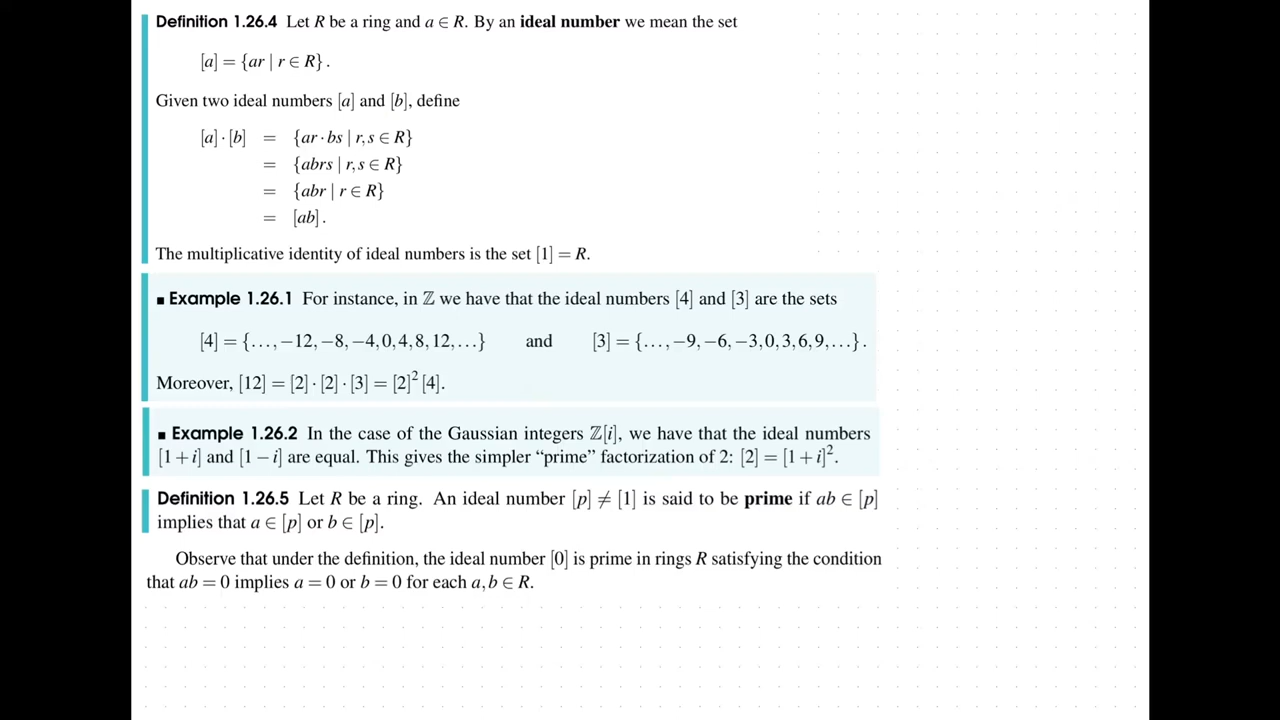 Definition 1.26.4 Let R be a ring and a ∈ R. By an ideal number we mean the set
[a] = {ar | r ∈ R}.
Given two ideal numbers [a] and [b], define
[a]·[b] = {ar·bs | r,s ∈ R}
= {abrs | r,s ∈ R}
= {abr | r ∈ R}
= [ab].
The multiplicative identity of ideal numbers is the set [1] = R.
■ Example 1.26.1 For instance, in ℤ we have that the ideal numbers [4] and [3] are the sets
[4] = {…,−12,−8,−4,0,4,8,12,…} and [3] = {…,−9,−6,−3,0,3,6,9,…}.
Moreover, [12] = [2]·[2]·[3] = [2]²[4].
■ Example 1.26.2 In the case of the Gaussian integers ℤ[i], we have that the ideal numbers
[1+i] and [1−i] are equal. This gives the simpler “prime” factorization of 2: [2] = [1+i]².
Definition 1.26.5 Let R be a ring. An ideal number [p] ≠ [1] is said to be prime if ab ∈ [p]
implies that a ∈ [p] or b ∈ [p].
Observe that under the definition, the ideal number [0] is prime in rings R satisfying the condition
that ab = 0 implies a = 0 or b = 0 for each a,b ∈ R.